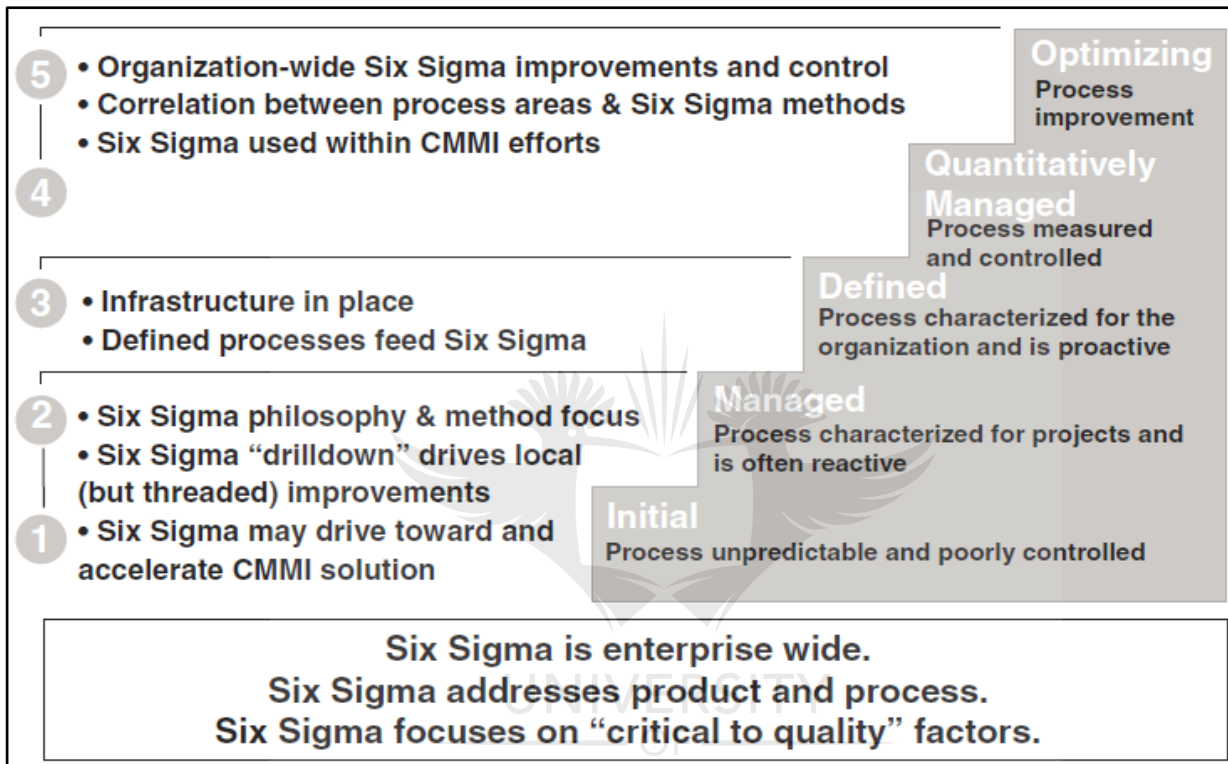 5
• Organization-wide Six Sigma improvements and control
• Correlation between process areas & Six Sigma methods
• Six Sigma used within CMMI efforts
4
Optimizing
Process
improvement
Quantitatively
Managed
Process measured
and controlled
3
• Infrastructure in place
• Defined processes feed Six Sigma
Defined
Process characterized for the
organization and is proactive
2
• Six Sigma philosophy & method focus
• Six Sigma “drilldown” drives local
(but threaded) improvements
1
• Six Sigma may drive toward and
accelerate CMMI solution
Managed
Process characterized for projects and
is often reactive
Initial
Process unpredictable and poorly controlled
Six Sigma is enterprise wide.
Six Sigma addresses product and process.
Six Sigma focuses on “critical to quality” factors.
UNIVERSITY
OF